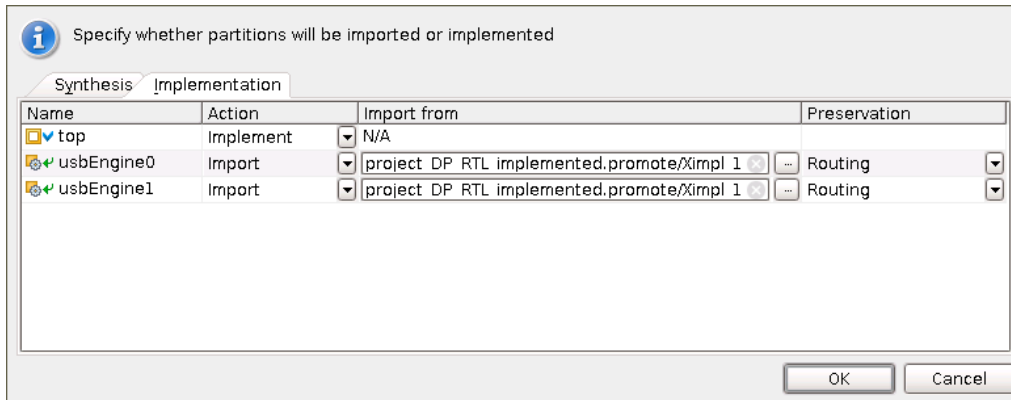 Specify whether partitions will be imported or implemented
Synthesis Implementation
Name Action Import from Preservation
top Implement N/A
usbEngine0 Import project DP RTL implemented.promote/Ximpl 1 ... Routing
usbEngine1 Import project DP RTL implemented.promote/Ximpl 1 ... Routing
OK Cancel